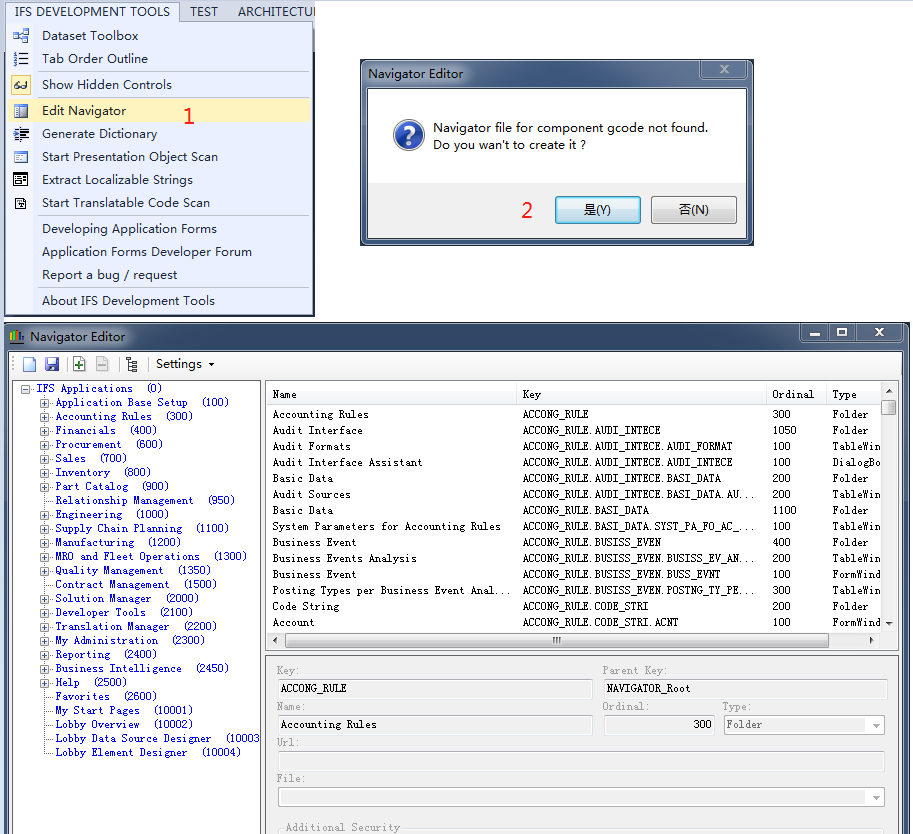 IFS DEVELOPMENT TOOLS TEST ARCHITECTU
Dataset Toolbox
Tab Order Outline
Show Hidden Controls
Edit Navigator
1
Generate Dictionary
Start Presentation Object Scan
Extract Localizable Strings
Start Translatable Code Scan
Developing Application Forms
Application Forms Developer Forum
Report a bug / request
About IFS Development Tools
Navigator Editor
Navigator file for component gcode not found.
Do you wan't to create it ?
2
是(Y) 否(N)
Navigator Editor
Settings
IFS Applications (0)
Application Base Setup (100)
Accounting Rules (300)
Financials (400)
Procurement (600)
Sales (700)
Inventory (800)
Part Catalog (900)
Relationship Management (950)
Engineering (1000)
Supply Chain Planning (1100)
Manufacturing (1200)
MRO and Fleet Operations (1300)
Quality Management (1350)
Contract Management (1500)
Solution Manager (2000)
Developer Tools (2100)
Translation Manager (2200)
My Administration (2300)
Reporting (2400)
Business Intelligence (2450)
Help (2500)
Favorites (2600)
My Start Pages (10001)
Lobby Overview (10002)
Lobby Data Source Designer (10003
Lobby Element Designer (10004)
Name Key Ordinal Type
Accounting Rules ACCONG_RULE 300 Folder
Audit Interface ACCONG_RULE.AUDI_INTECE 1050 Folder
Audit Formats ACCONG_RULE.AUDI_INTECE.AUDI_FORMAT 100 TableWin
Audit Interface Assistant ACCONG_RULE.AUDI_INTECE.AUDI_INTECE 100 DialogBo
Basic Data ACCONG_RULE.AUDI_INTECE.BASI_DATA 200 Folder
Audit Sources ACCONG_RULE.AUDI_INTECE.BASI_DATA.AU... 200 TableWin
Basic Data ACCONG_RULE.BASI_DATA 1100 Folder
System Parameters for Accounting Rules ACCONG_RULE.BASI_DATA.SYST_PA_FO_AC_... 100 TableWin
Business Event ACCONG_RULE.BUSISS_EVEN 400 Folder
Business Events Analysis ACCONG_RULE.BUSISS_EVEN.BUSISS_EV_AN... 200 TableWin
Business Event ACCONG_RULE.BUSISS_EVEN.BUSS_EVNT 100 FormWind
Posting Types per Business Event Anal... ACCONG_RULE.BUSISS_EVEN.POSTNG_TY_PE... 300 TableWin
Code String ACCONG_RULE.CODE_STRI 200 Folder
Account ACCONG_RULE.CODE_STRI.ACNT 100 FormWind
Key: Parent Key:
ACCONG_RULE NAVIGATOR_Root
Name: Ordinal: Type:
Accounting Rules 300 Folder
Url:
File:
Additional Security